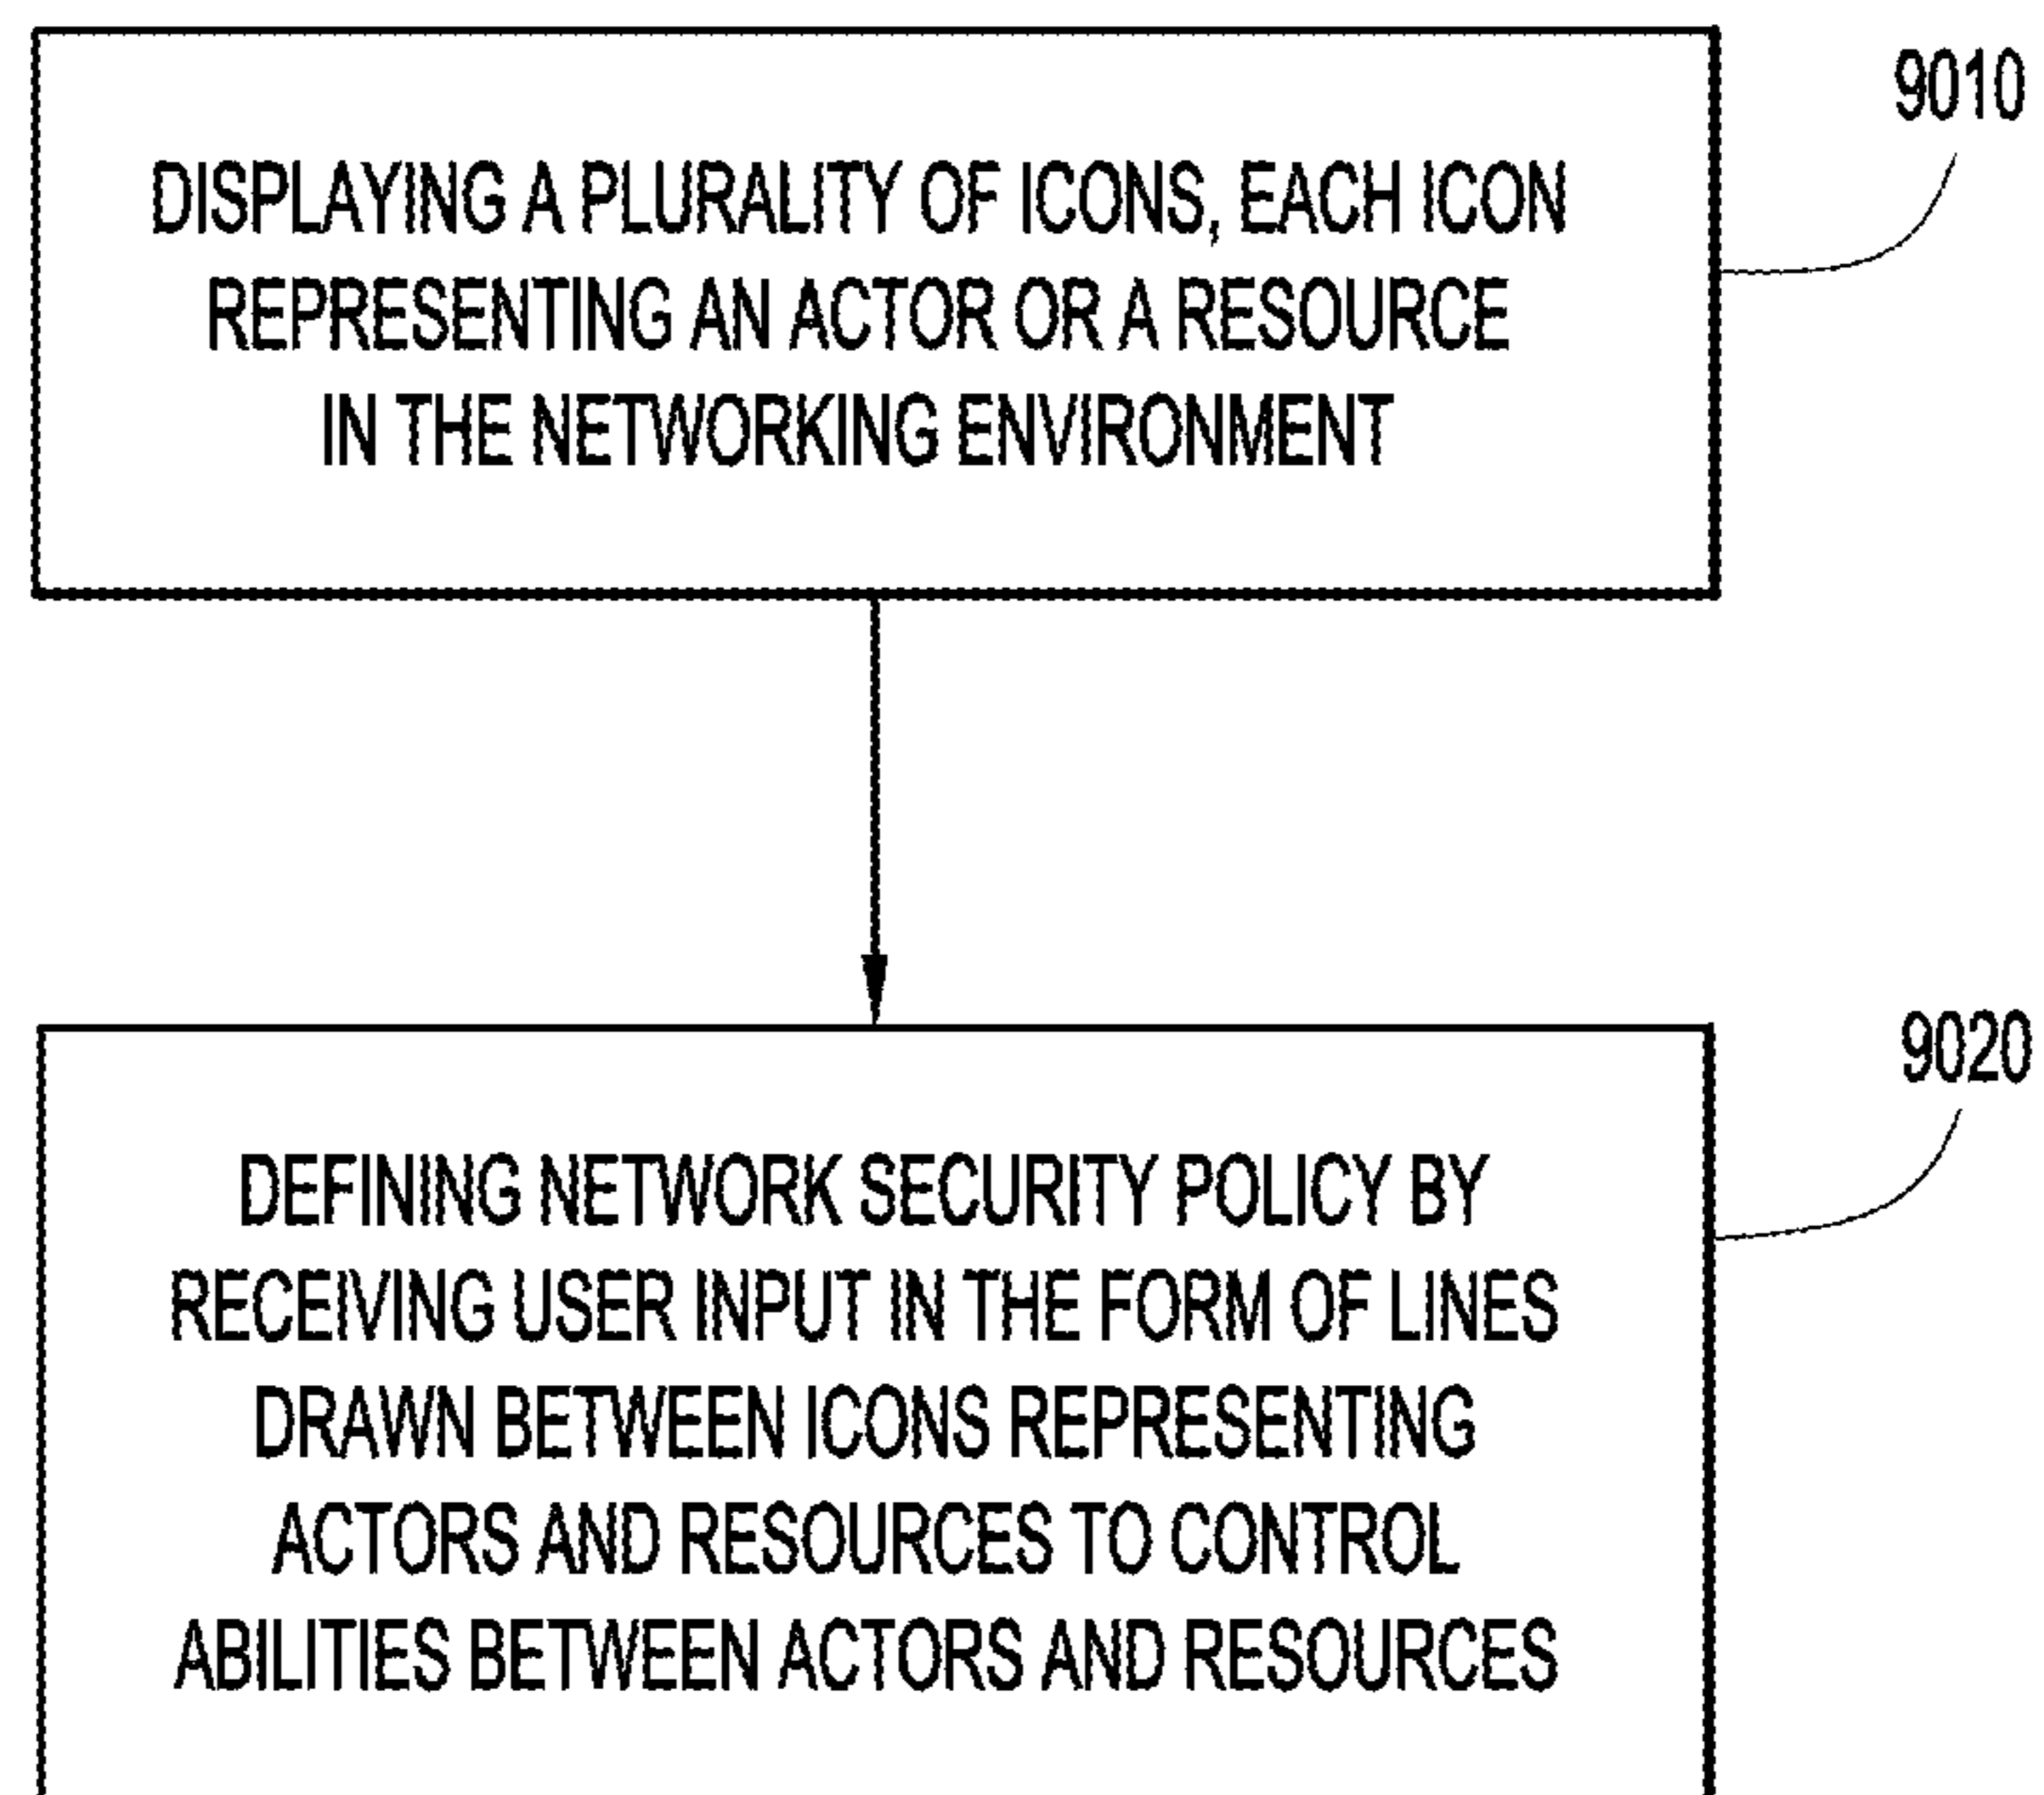 9010
DISPLAYING A PLURALITY OF ICONS, EACH ICON
REPRESENTING AN ACTOR OR A RESOURCE
IN THE NETWORKING ENVIRONMENT
9020
DEFINING NETWORK SECURITY POLICY BY
RECEIVING USER INPUT IN THE FORM OF LINES
DRAWN BETWEEN ICONS REPRESENTING
ACTORS AND RESOURCES TO CONTROL
ABILITIES BETWEEN ACTORS AND RESOURCES